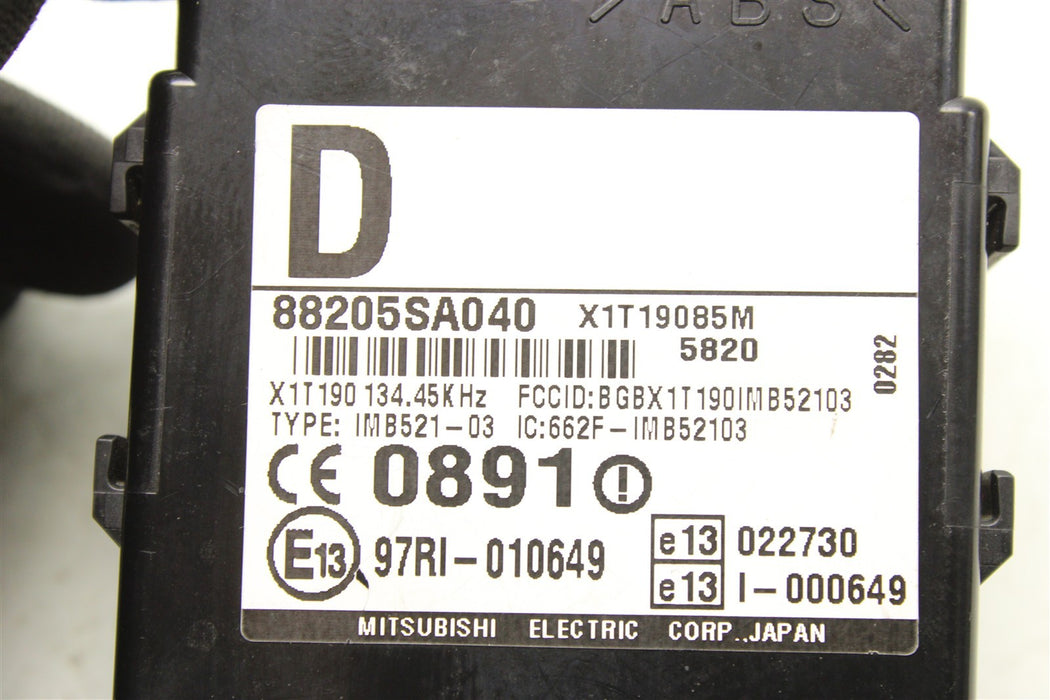 >ABS<
D
88205SA040 X1T19085M
5820
0282
X1T190 134.45KHz FCCID:BGBX1T190IMB52103
TYPE: IMB521-03 IC:662F-IMB52103
CE 0891 !
E13 97RI-010649
e13 022730
e13 I-000649
MITSUBISHI ELECTRIC CORP.,JAPAN